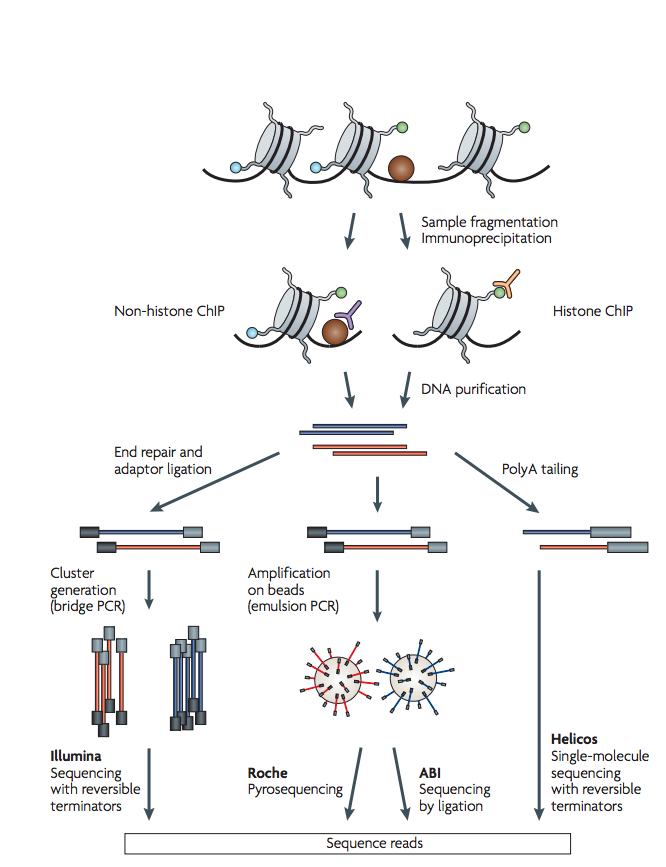 Sample fragmentation
Immunoprecipitation
Non-histone ChIP
Histone ChIP
DNA purification
End repair and
adaptor ligation
PolyA tailing
Cluster
generation
(bridge PCR)
Amplification
on beads
(emulsion PCR)
Illumina
Sequencing
with reversible
terminators
Roche
Pyrosequencing
ABI
Sequencing
by ligation
Helicos
Single-molecule
sequencing
with reversible
terminators
Sequence reads